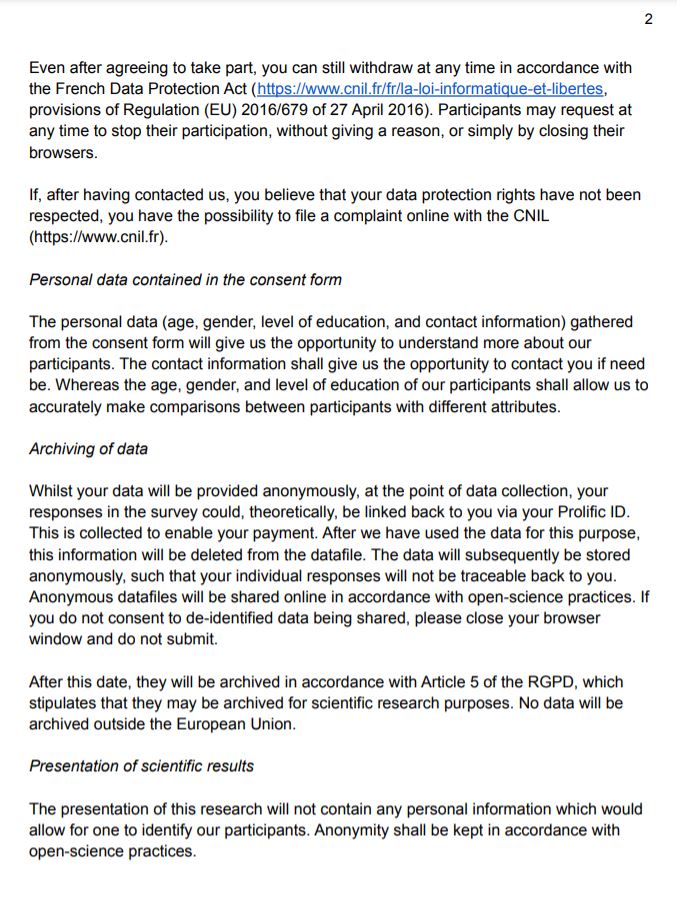 2
Even after agreeing to take part, you can still withdraw at any time in accordance with
the French Data Protection Act (https://www.cnil.fr/fr/la-loi-informatique-et-libertes,
provisions of Regulation (EU) 2016/679 of 27 April 2016). Participants may request at
any time to stop their participation, without giving a reason, or simply by closing their
browsers.
If, after having contacted us, you believe that your data protection rights have not been
respected, you have the possibility to file a complaint online with the CNIL
(https://www.cnil.fr).
Personal data contained in the consent form
The personal data (age, gender, level of education, and contact information) gathered
from the consent form will give us the opportunity to understand more about our
participants. The contact information shall give us the opportunity to contact you if need
be. Whereas the age, gender, and level of education of our participants shall allow us to
accurately make comparisons between participants with different attributes.
Archiving of data
Whilst your data will be provided anonymously, at the point of data collection, your
responses in the survey could, theoretically, be linked back to you via your Prolific ID.
This is collected to enable your payment. After we have used the data for this purpose,
this information will be deleted from the datafile. The data will subsequently be stored
anonymously, such that your individual responses will not be traceable back to you.
Anonymous datafiles will be shared online in accordance with open-science practices. If
you do not consent to de-identified data being shared, please close your browser
window and do not submit.
After this date, they will be archived in accordance with Article 5 of the RGPD, which
stipulates that they may be archived for scientific research purposes. No data will be
archived outside the European Union.
Presentation of scientific results
The presentation of this research will not contain any personal information which would
allow for one to identify our participants. Anonymity shall be kept in accordance with
open-science practices.